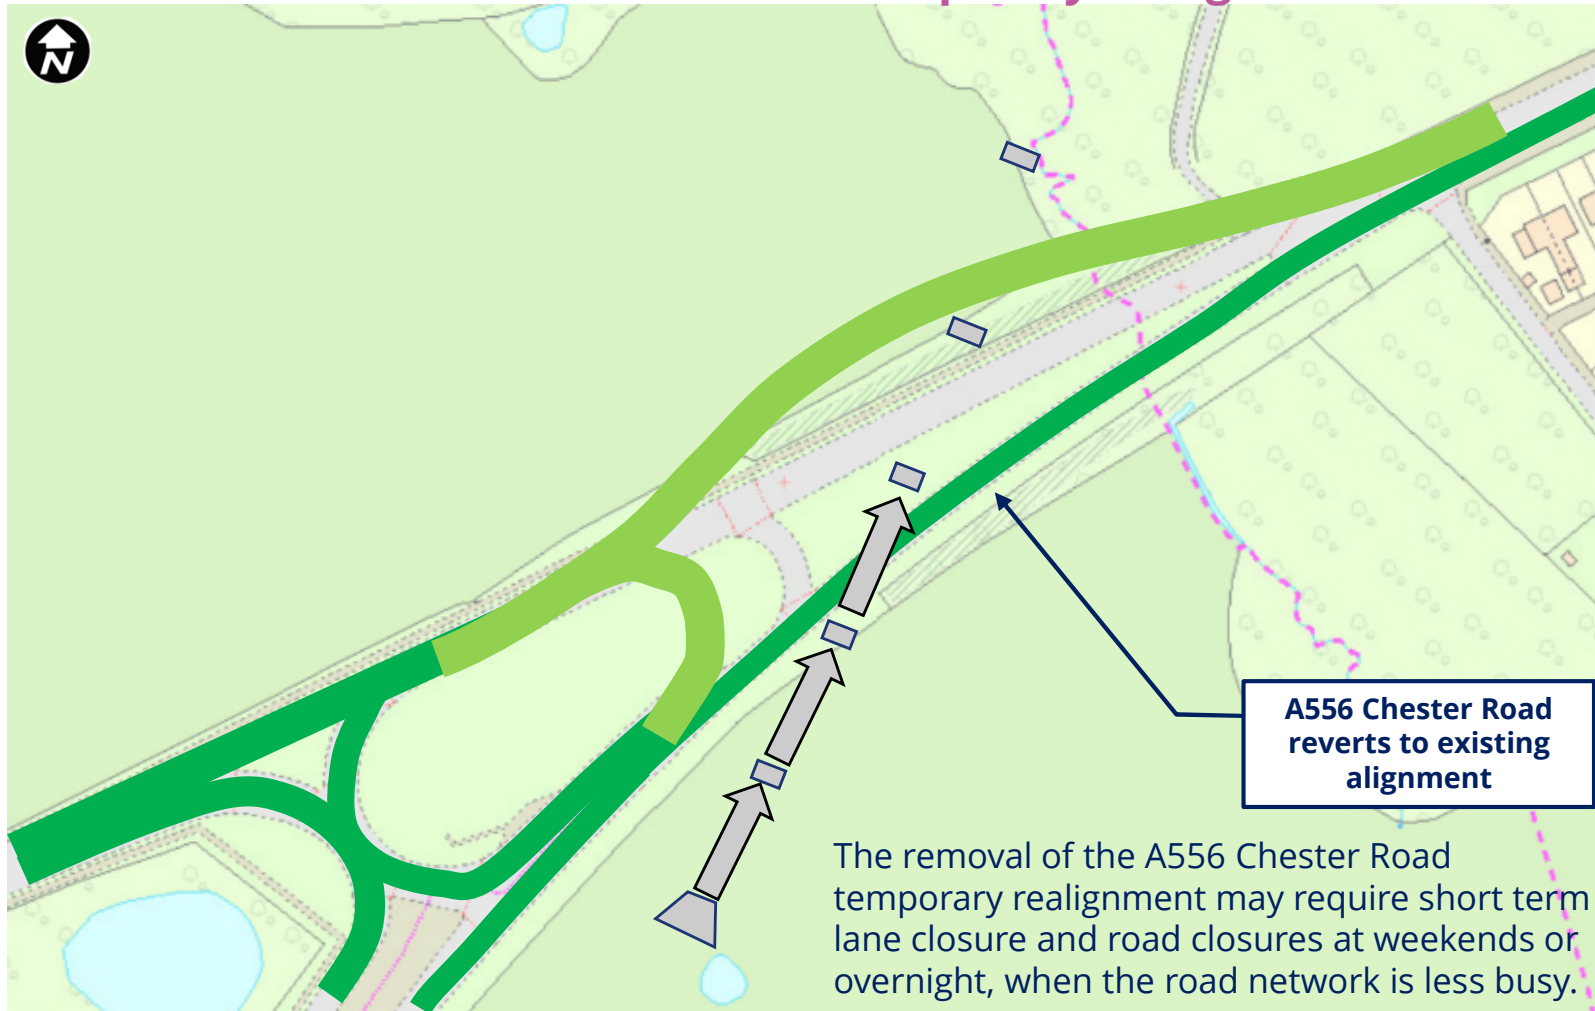 N
A556 Chester Road
reverts to existing
alignment
The removal of the A556 Chester Road
temporary realignment may require short term
lane closure and road closures at weekends or
overnight, when the road network is less busy.